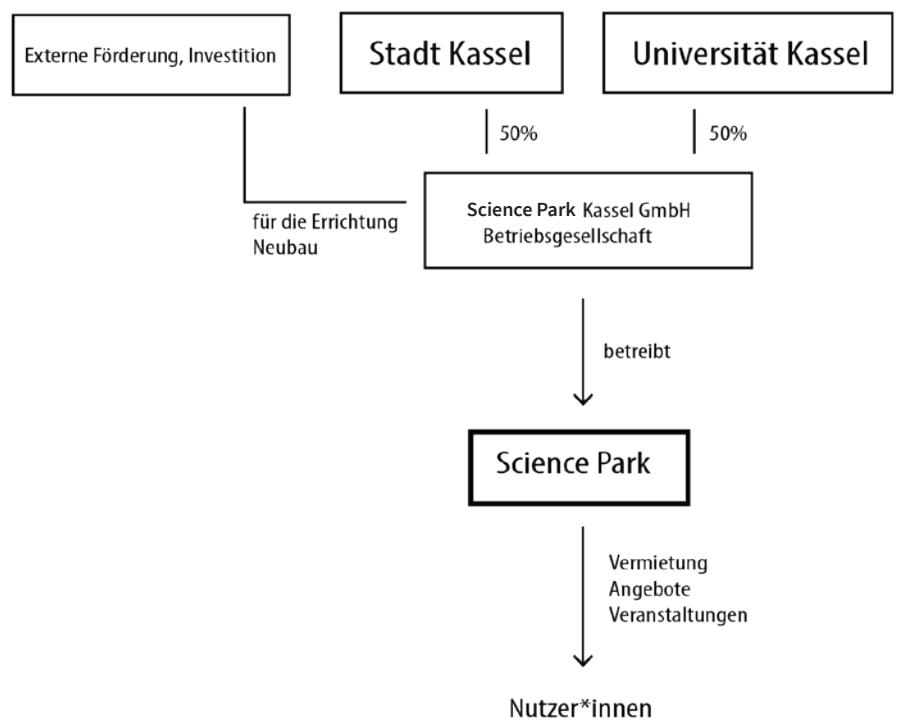 Externe Förderung, Investition
Stadt Kassel
Universität Kassel
50%
50%
für die Errichtung
Neubau
Science Park Kassel GmbH
Betriebsgesellschaft
betreibt
Science Park
Vermietung
Angebote
Veranstaltungen
Nutzer*innen